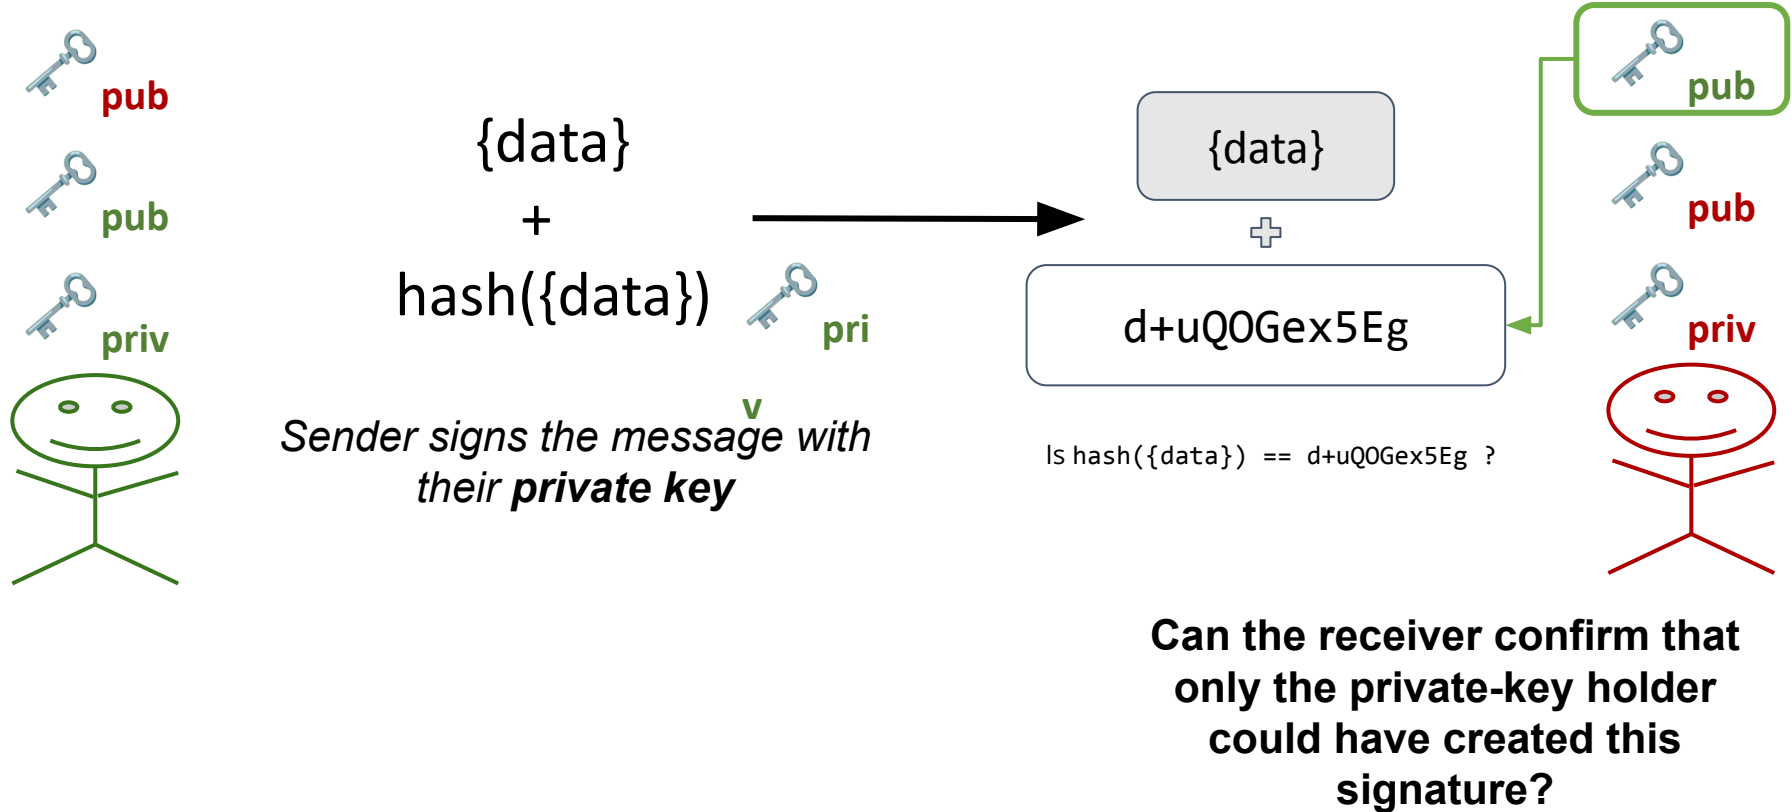 pub
pub
priv
{data}
+
hash({data})
pri
v
Sender signs the message with
their private key
{data}
d+uQOGex5Eg
Is hash({data}) == d+uQOGex5Eg ?
pub
pub
priv
Can the receiver confirm that
only the private-key holder
could have created this
signature?